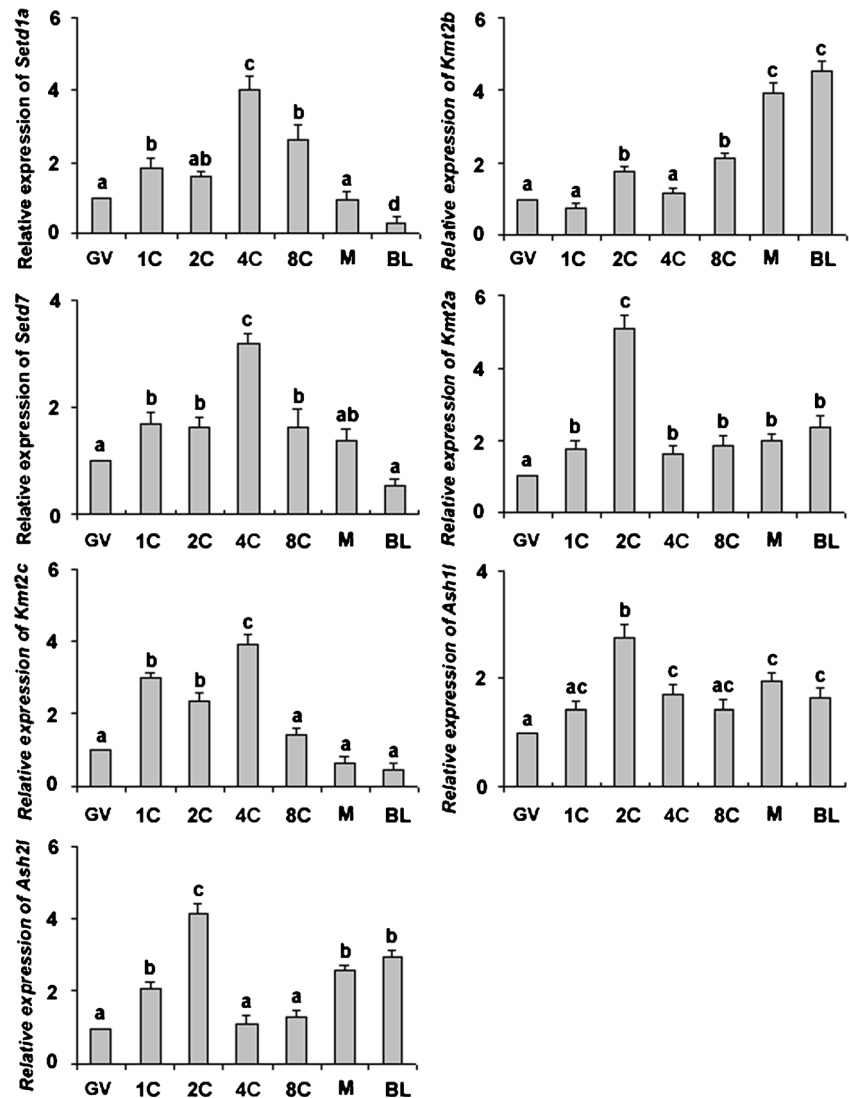 Relative expression of Setd1a
6
4
2
0
a
b
ab
c
b
a
d
GV 1C 2C 4C 8C M BL
Relative expression of Kmt2b
6
4
2
0
a
a
b
a
b
c
c
GV 1C 2C 4C 8C M BL
Relative expression of Setd7
4
2
0
a
b
b
c
b
ab
a
GV 1C 2C 4C 8C M BL
Relative expression of Kmt2a
6
4
2
0
a
b
c
b
b
b
b
GV 1C 2C 4C 8C M BL
Relative expression of Kmt2c
6
4
2
0
a
b
b
c
a
a
a
GV 1C 2C 4C 8C M BL
Relative expression of Ash1l
4
2
0
a
ac
b
c
ac
c
c
GV 1C 2C 4C 8C M BL
Relative expression of Ash2l
6
4
2
0
a
b
c
a
a
b
b
GV 1C 2C 4C 8C M BL